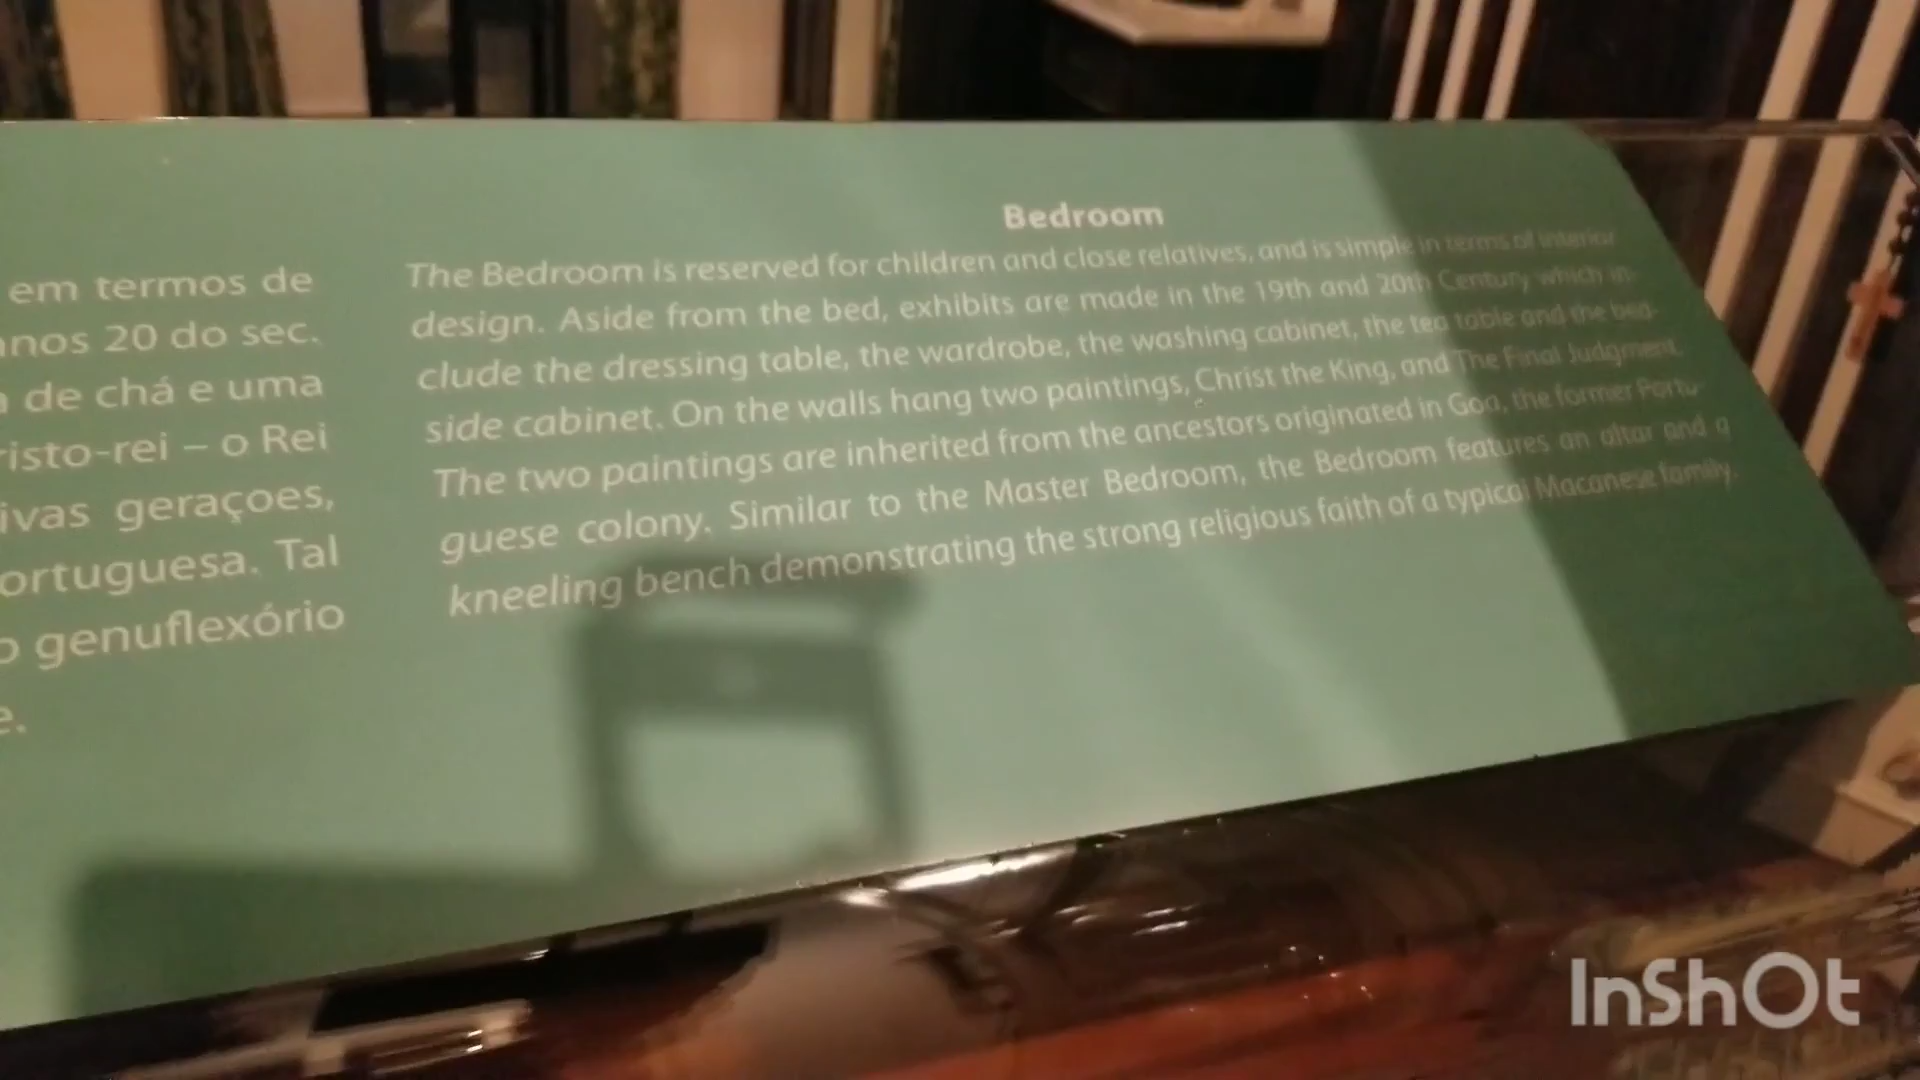 em termos de
anos 20 do sec.
de chá e uma
risto-rei – o Rei
ivas geraçoes,
ortuguesa. Tal
o genuflexório
e.
Bedroom
The Bedroom is reserved for children and close relatives, and is simple in terms of interior
design. Aside from the bed, exhibits are made in the 19th and 20th Century which in-
clude the dressing table, the wardrobe, the washing cabinet, the tea table and the bed-
side cabinet. On the walls hang two paintings, Christ the King, and The Final Judgment.
The two paintings are inherited from the ancestors originated in Goa, the former Portu-
guese colony. Similar to the Master Bedroom, the Bedroom features an altar and a
kneeling bench demonstrating the strong religious faith of a typical Macanese family.
InShOt